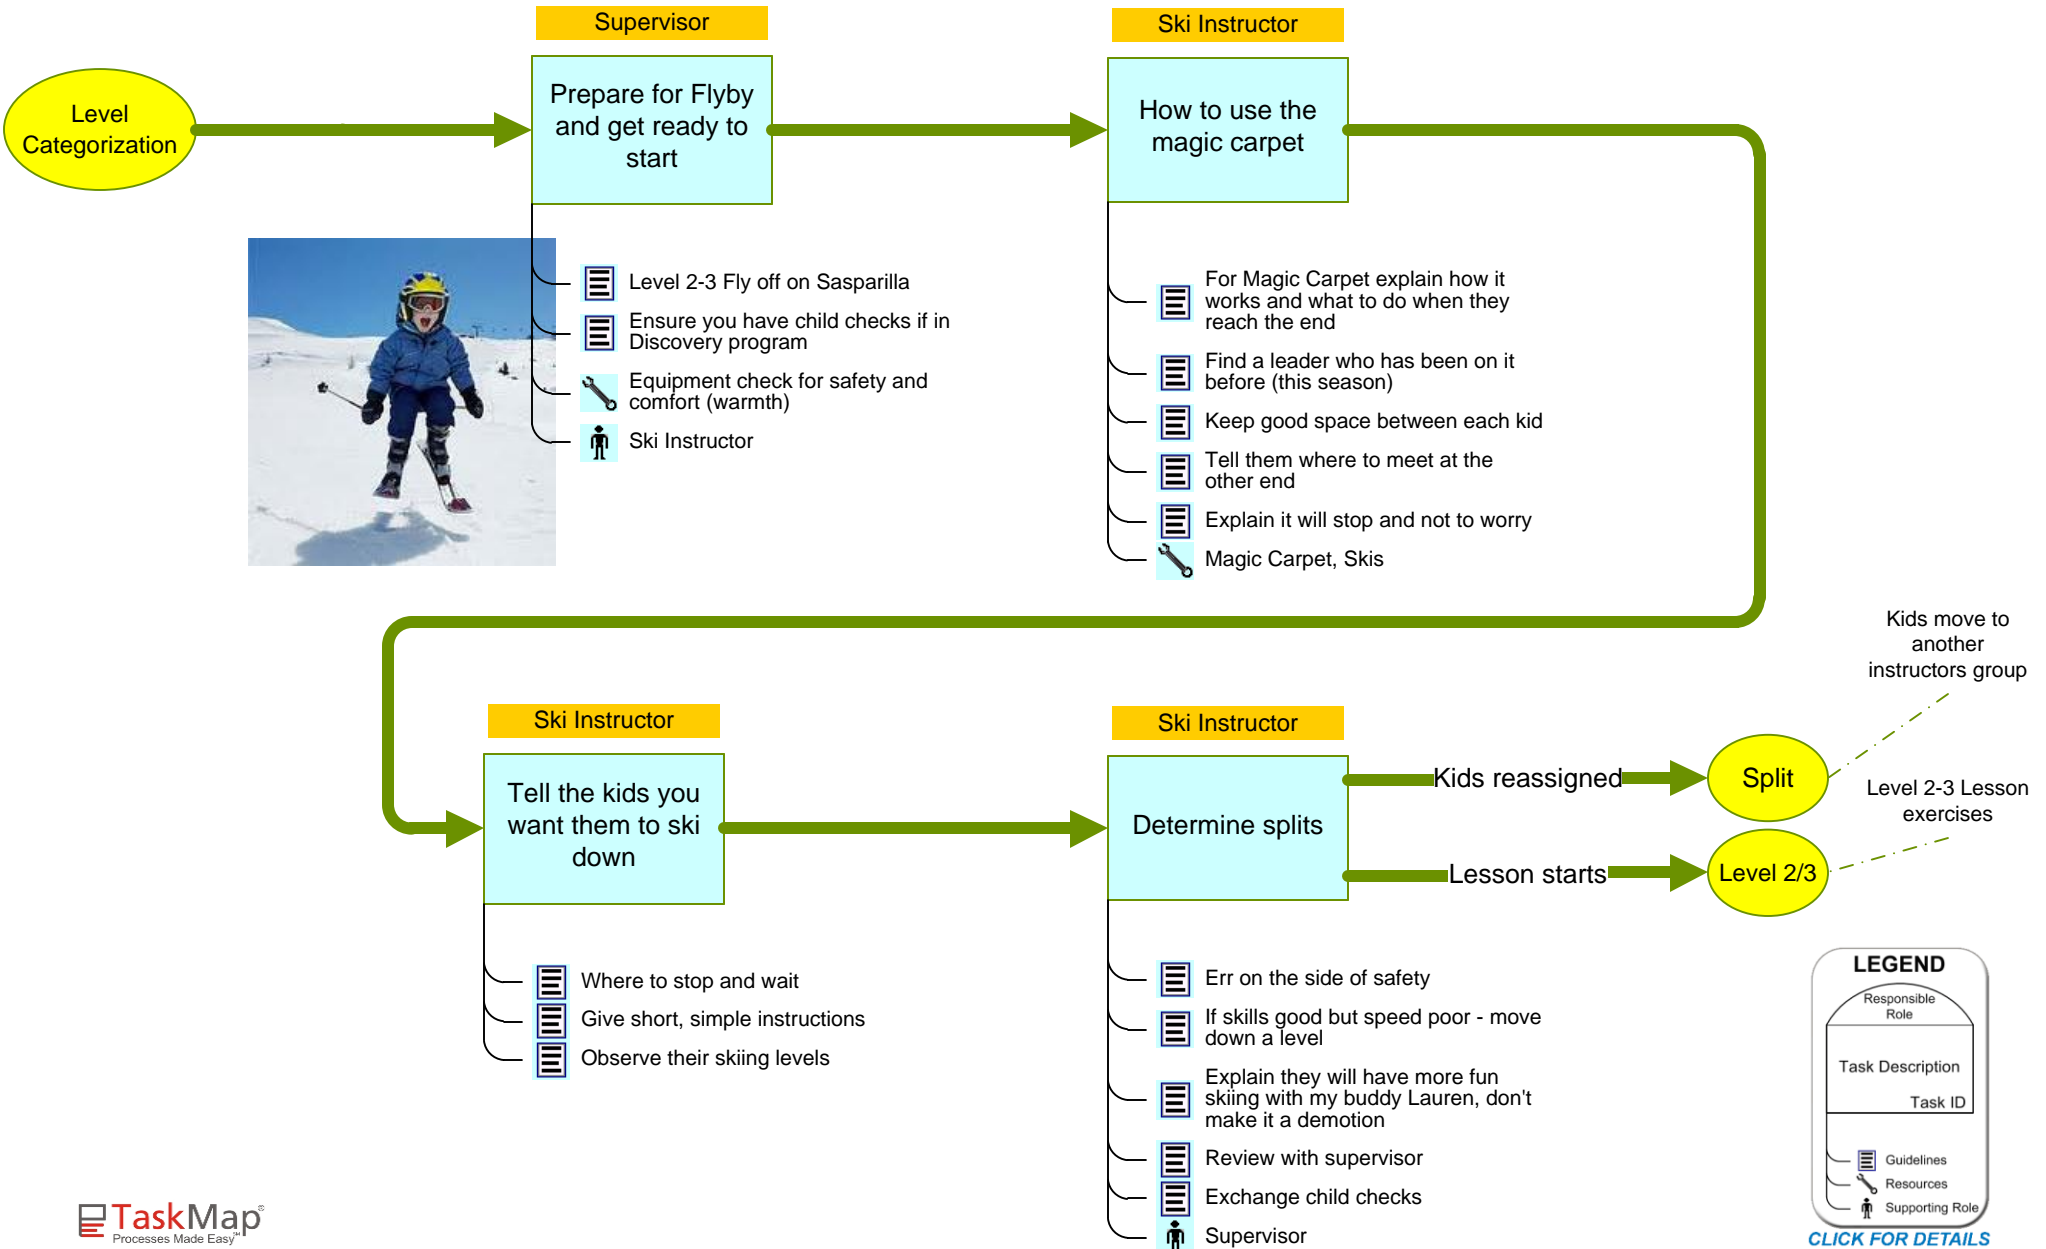 Supervisor
Ski Instructor
Level
Categorization
Prepare for Flyby
and get ready to
start
How to use the
magic carpet
Level 2-3 Fly off on Sasparilla
Ensure you have child checks if in
Discovery program
Equipment check for safety and
comfort (warmth)
Ski Instructor
For Magic Carpet explain how it
works and what to do when they
reach the end
Find a leader who has been on it
before (this season)
Keep good space between each kid
Tell them where to meet at the
other end
Explain it will stop and not to worry
Magic Carpet, Skis
Kids move to
another
instructors group
Ski Instructor
Tell the kids you
want them to ski
down
Where to stop and wait
Give short, simple instructions
Observe their skiing levels
Ski Instructor
Determine splits
Kids reassigned
Split
Level 2-3 Lesson
exercises
Lesson starts
Level 2/3
Err on the side of safety
If skills good but speed poor - move
down a level
Explain they will have more fun
skiing with my buddy Lauren, don't
make it a demotion
Review with supervisor
Exchange child checks
Supervisor
LEGEND
Responsible
Role
Task Description
Task ID
Guidelines
Resources
Supporting Role
CLICK FOR DETAILS
TaskMap®
Processes Made Easy℠